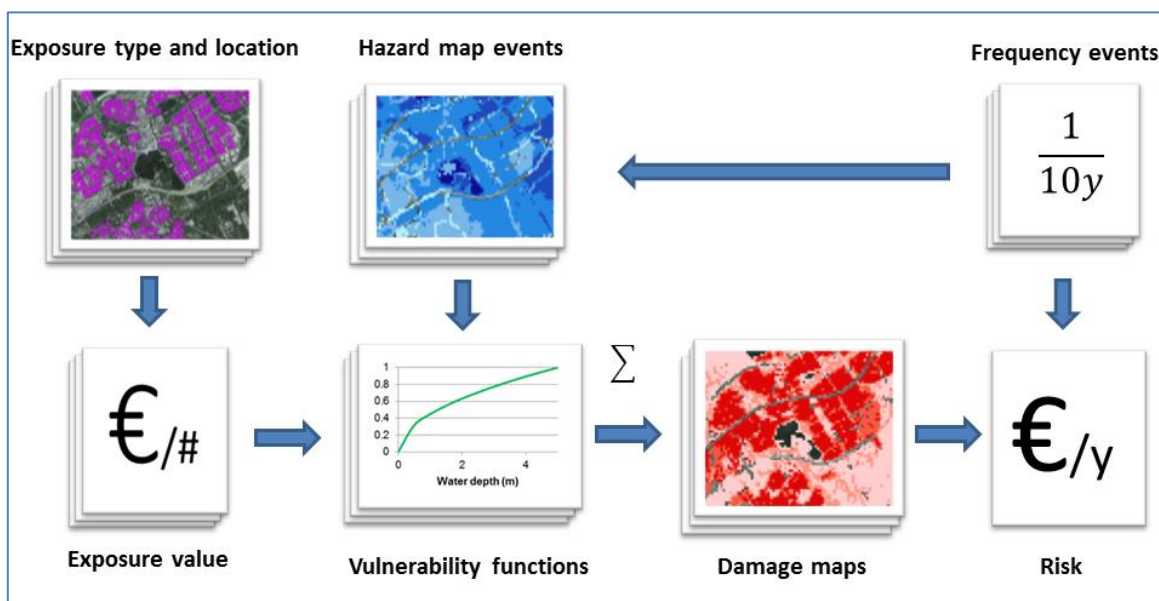 Exposure type and location
Hazard map events
Frequency events
1
10y
€/#
∑
1
0.8
0.6
0.4
0.2
0
0 2 4
Water depth (m)
€/y
Exposure value
Vulnerability functions
Damage maps
Risk